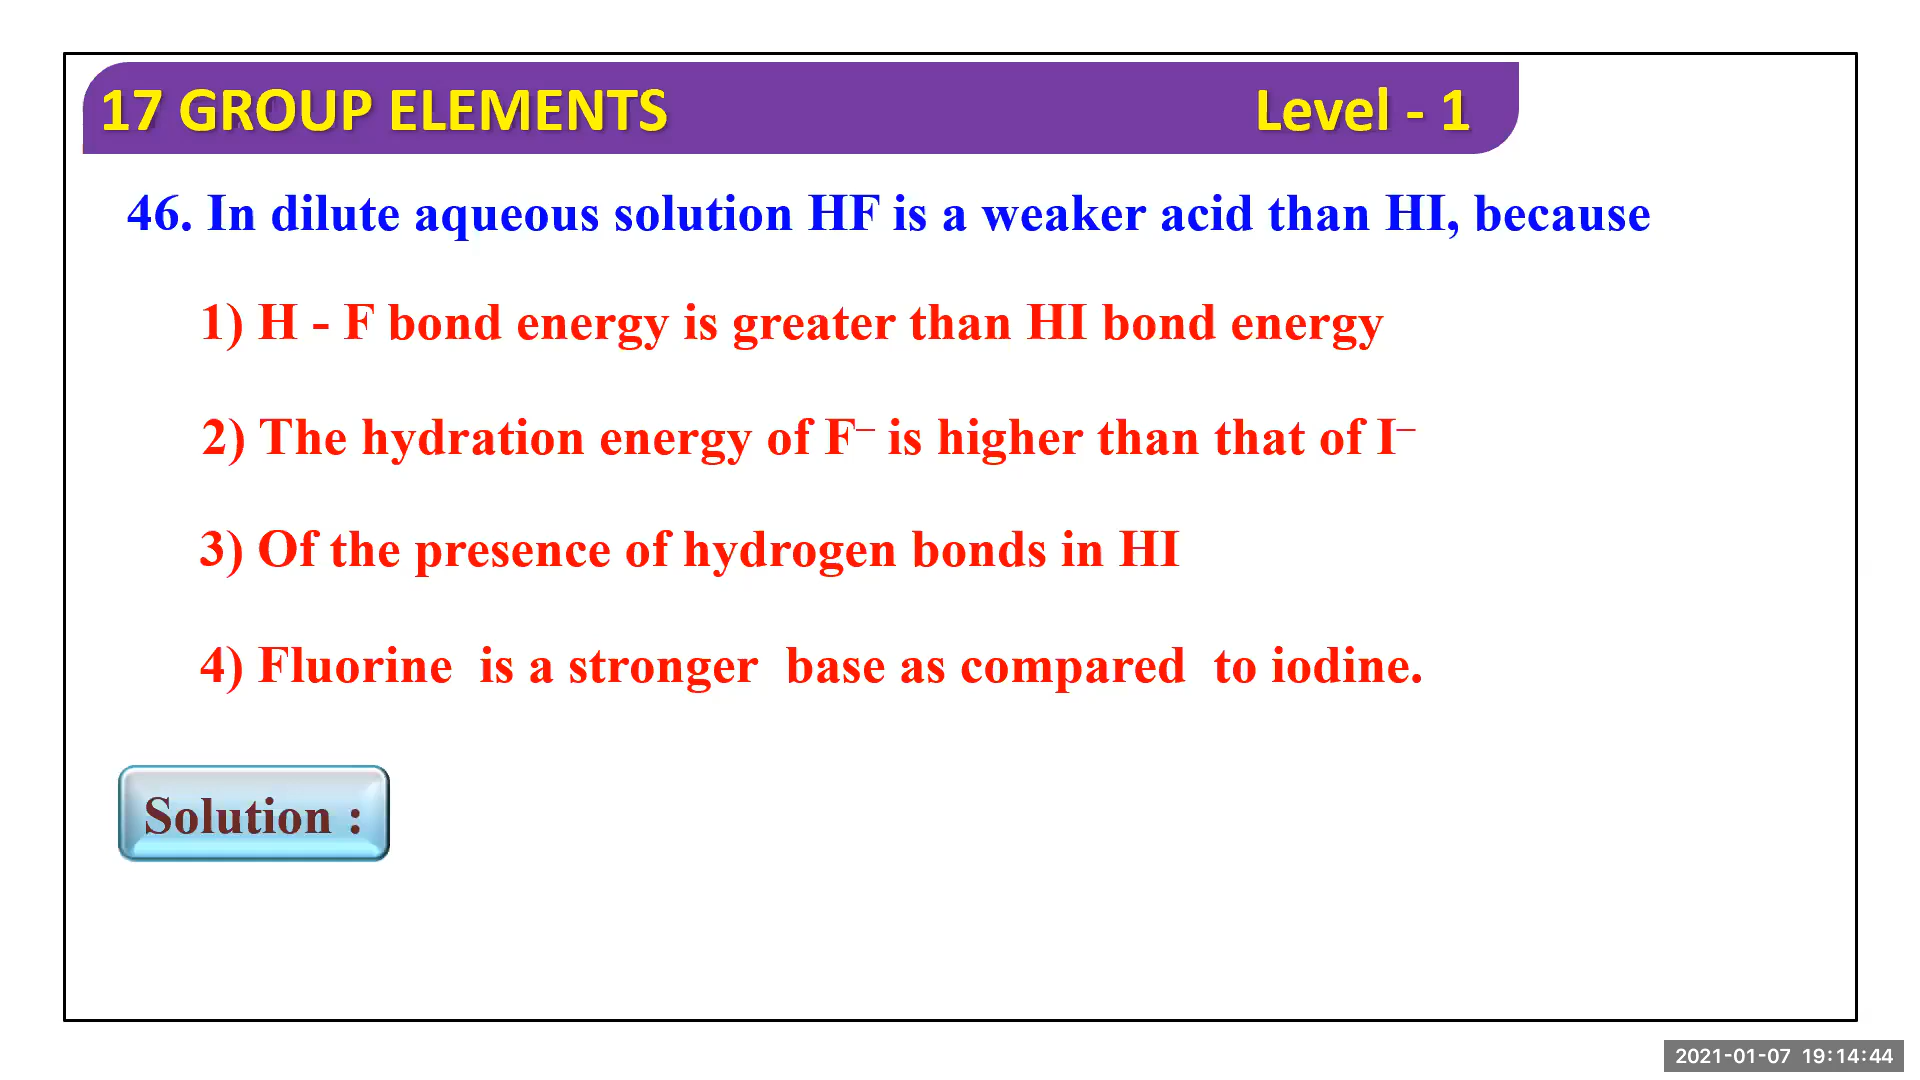 17 GROUP ELEMENTS Level - 1
46. In dilute aqueous solution HF is a weaker acid than HI, because
1) H - F bond energy is greater than HI bond energy
2) The hydration energy of F⁻ is higher than that of I⁻
3) Of the presence of hydrogen bonds in HI
4) Fluorine is a stronger base as compared to iodine.
Solution :
2021-01-07 19:14:44